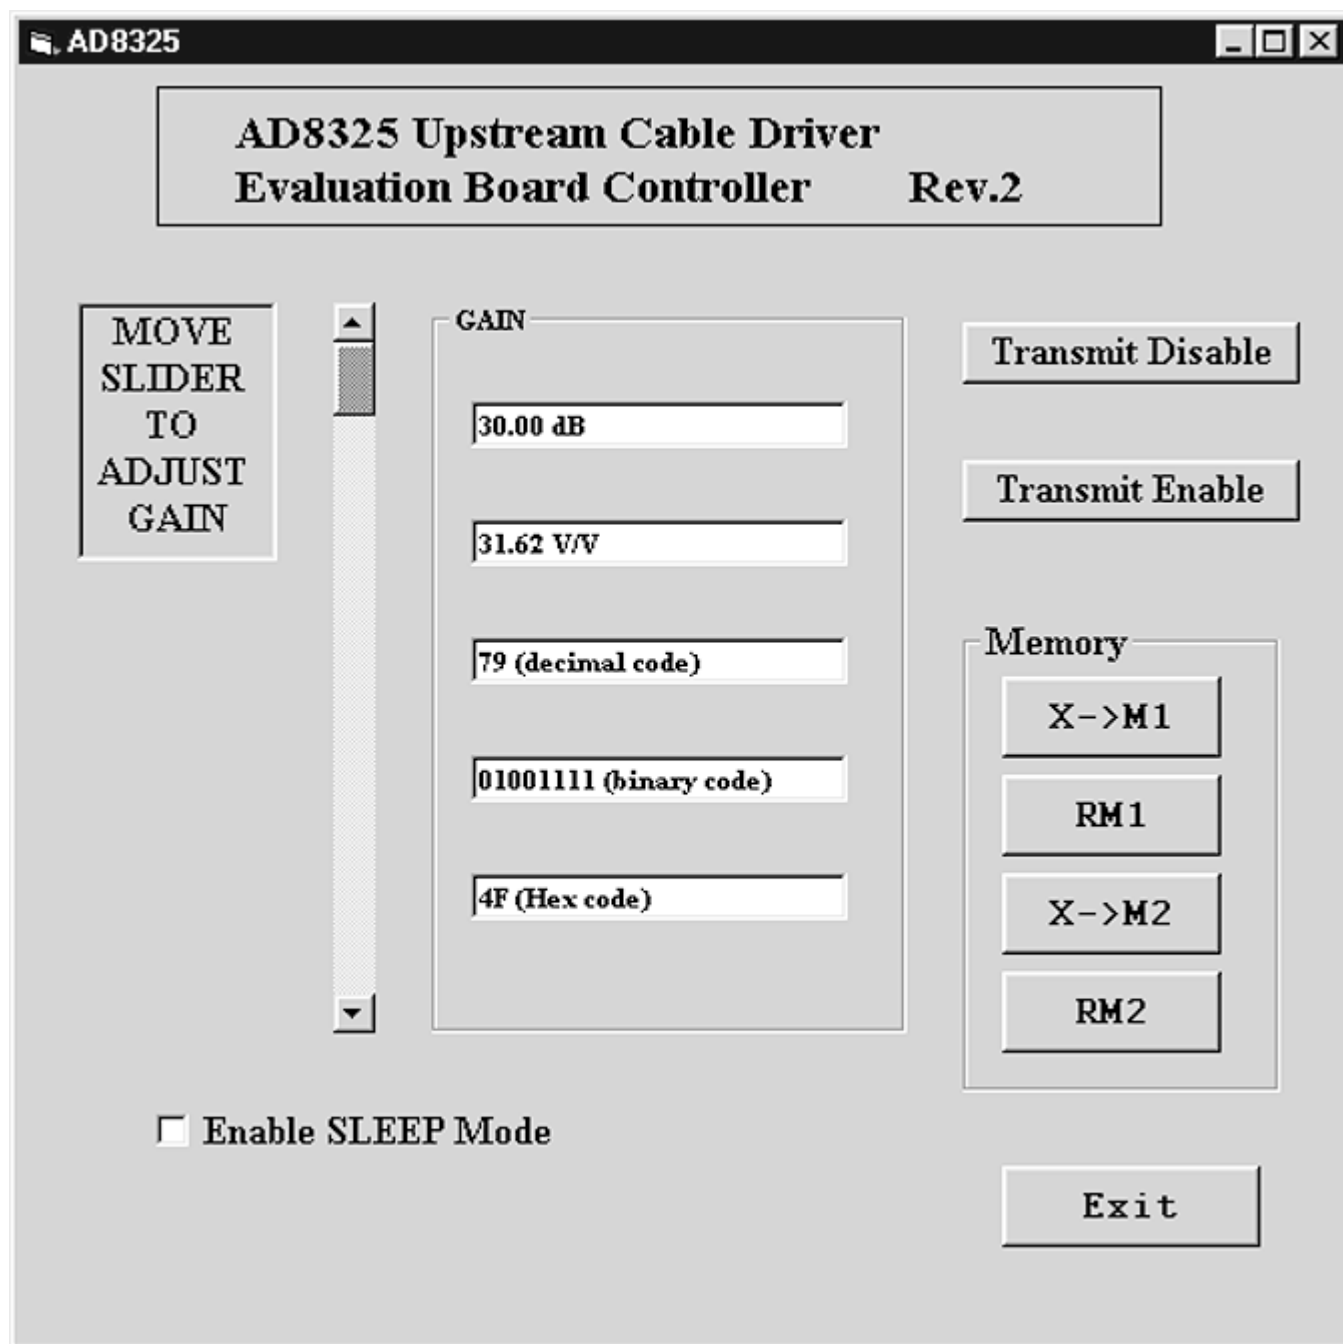 AD8325
AD8325 Upstream Cable Driver
Evaluation Board Controller Rev.2
MOVE
SLIDER
TO
ADJUST
GAIN
GAIN
30.00 dB
31.62 V/V
79 (decimal code)
01001111 (binary code)
4F (Hex code)
Transmit Disable
Transmit Enable
Memory
X->M1
RM1
X->M2
RM2
Enable SLEEP Mode
Exit